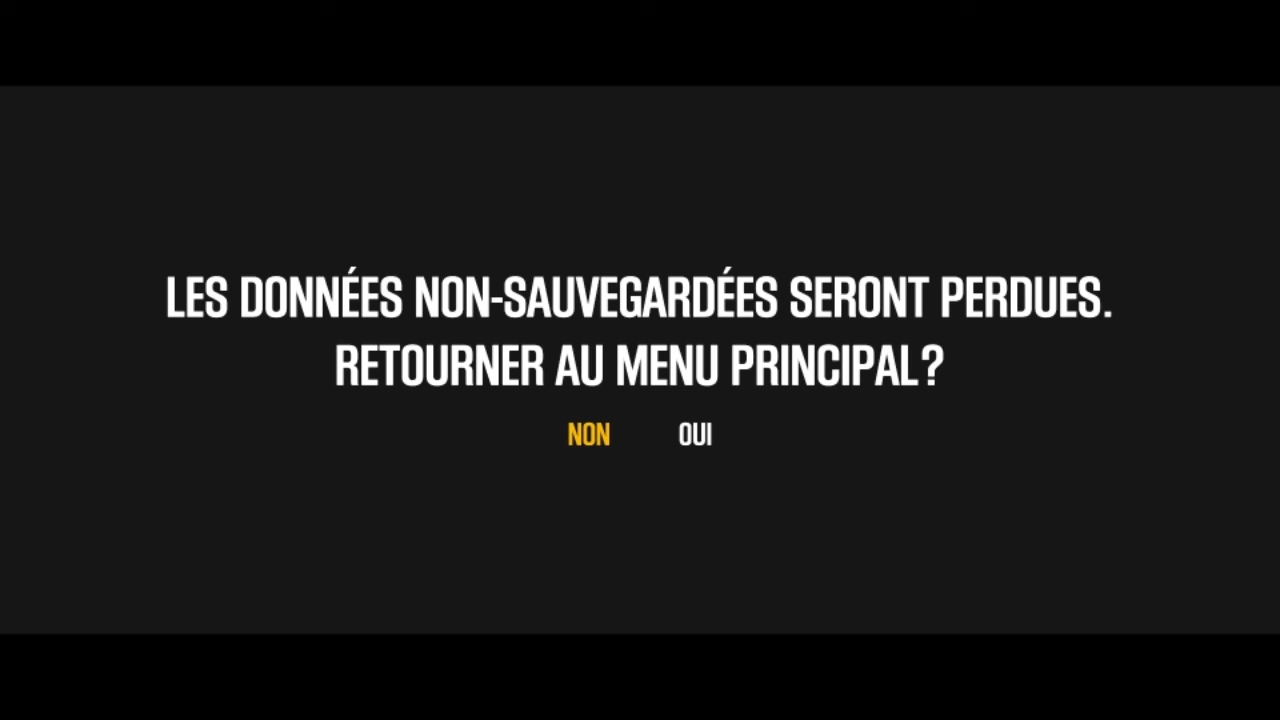 LES DONNÉES NON-SAUVEGARDÉES SERONT PERDUES.
RETOURNER AU MENU PRINCIPAL?
NON OUI